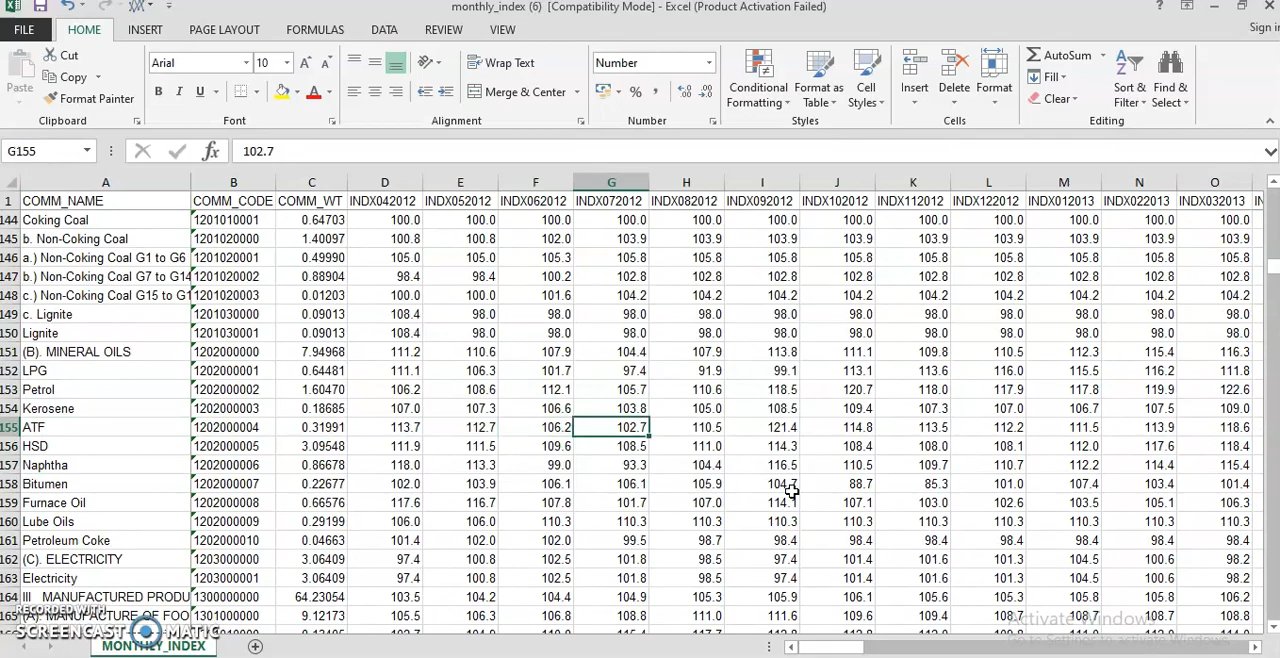 monthly_index (6) [Compatibility Mode] - Excel (Product Activation Failed)
FILE HOME INSERT PAGE LAYOUT FORMULAS DATA REVIEW VIEW Sign in
Paste Cut Copy Format Painter Clipboard
Arial 10 B I U Font
Wrap Text Merge & Center Alignment
Number % Number
Conditional Formatting Format as Table Cell Styles Styles
Insert Delete Format Cells
AutoSum Fill Clear Sort & Filter Find & Select Editing
G155 fx 102.7
A B C D E F G H I J K L M N O
1 COMM_NAME COMM_CODE COMM_WT INDX042012 INDX052012 INDX062012 INDX072012 INDX082012 INDX092012 INDX102012 INDX112012 INDX122012 INDX012013 INDX022013 INDX032013
144 Coking Coal 1201010001 0.64703 100.0 100.0 100.0 100.0 100.0 100.0 100.0 100.0 100.0 100.0 100.0 100.0
145 b. Non-Coking Coal 1201020000 1.40097 100.8 100.8 102.0 103.9 103.9 103.9 103.9 103.9 103.9 103.9 103.9 103.9
146 a.) Non-Coking Coal G1 to G6 1201020001 0.49990 105.0 105.0 105.3 105.8 105.8 105.8 105.8 105.8 105.8 105.8 105.8 105.8
147 b.) Non-Coking Coal G7 to G14 1201020002 0.88904 98.4 98.4 100.2 102.8 102.8 102.8 102.8 102.8 102.8 102.8 102.8 102.8
148 c.) Non-Coking Coal G15 to G1 1201020003 0.01203 100.0 100.0 101.6 104.2 104.2 104.2 104.2 104.2 104.2 104.2 104.2 104.2
149 c. Lignite 1201030000 0.09013 108.4 98.0 98.0 98.0 98.0 98.0 98.0 98.0 98.0 98.0 98.0 98.0
150 Lignite 1201030001 0.09013 108.4 98.0 98.0 98.0 98.0 98.0 98.0 98.0 98.0 98.0 98.0 98.0
151 (B). MINERAL OILS 1202000000 7.94968 111.2 110.6 107.9 104.4 107.9 113.8 111.1 109.8 110.5 112.3 115.4 116.3
152 LPG 1202000001 0.64481 111.1 106.3 101.7 97.4 91.9 99.1 113.1 113.6 116.0 115.5 116.2 111.8
153 Petrol 1202000002 1.60470 106.2 108.6 112.1 105.7 110.6 118.5 120.7 118.0 117.9 117.8 119.9 122.6
154 Kerosene 1202000003 0.18685 107.0 107.3 106.6 103.8 105.0 108.5 109.4 107.3 107.0 106.7 107.5 109.0
155 ATF 1202000004 0.31991 113.7 112.7 106.2 102.7 110.5 121.4 114.8 113.5 112.2 111.5 113.9 118.6
156 HSD 1202000005 3.09548 111.9 111.5 109.6 108.5 111.0 114.3 108.4 108.0 108.1 112.0 117.6 118.4
157 Naphtha 1202000006 0.86678 118.0 113.3 99.0 93.3 104.4 116.5 110.5 109.7 110.7 112.2 114.4 115.4
158 Bitumen 1202000007 0.22677 102.0 103.9 106.1 106.1 105.9 104.7 88.7 85.3 101.0 107.4 103.4 101.4
159 Furnace Oil 1202000008 0.66576 117.6 116.7 107.8 101.7 107.0 114.1 107.1 103.0 102.6 103.5 105.1 106.3
160 Lube Oils 1202000009 0.29199 106.0 106.0 110.3 110.3 110.3 110.3 110.3 110.3 110.3 110.3 110.3 110.3
161 Petroleum Coke 1202000010 0.04663 101.4 102.0 102.0 99.5 98.7 98.4 98.4 98.4 98.4 98.4 98.4 98.4
162 (C). ELECTRICITY 1203000000 3.06409 97.4 100.8 102.5 101.8 98.5 97.4 101.4 101.6 101.3 104.5 100.6 98.2
163 Electricity 1203000001 3.06409 97.4 100.8 102.5 101.8 98.5 97.4 101.4 101.6 101.3 104.5 100.6 98.2
164 III MANUFACTURED PRODU 1300000000 64.23054 103.5 104.2 104.4 104.9 105.3 105.9 106.1 105.6 105.8 105.8 106.0 106.2
165 (A). MANUFACTURE OF FOO 1301000000 9.12173 105.5 106.3 106.8 108.8 111.0 111.6 109.6 109.4 108.7 108.7 108.7 108.8
RECORDED WITH
SCREENCAST-O-MATIC
Activate Windows
Go to Settings to activate Windows.
MONTHLY_INDEX